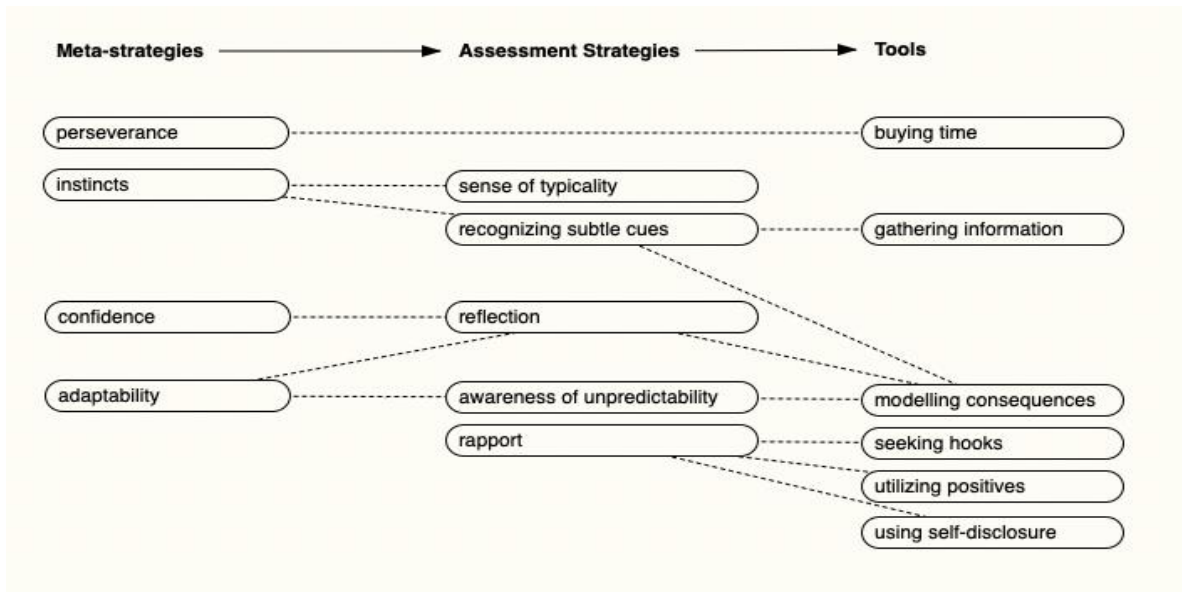 Meta-strategies Assessment Strategies Tools
perseverance buying time
instincts sense of typicality
recognizing subtle cues gathering information
confidence reflection
adaptability awareness of unpredictability modelling consequences
rapport seeking hooks
utilizing positives
using self-disclosure